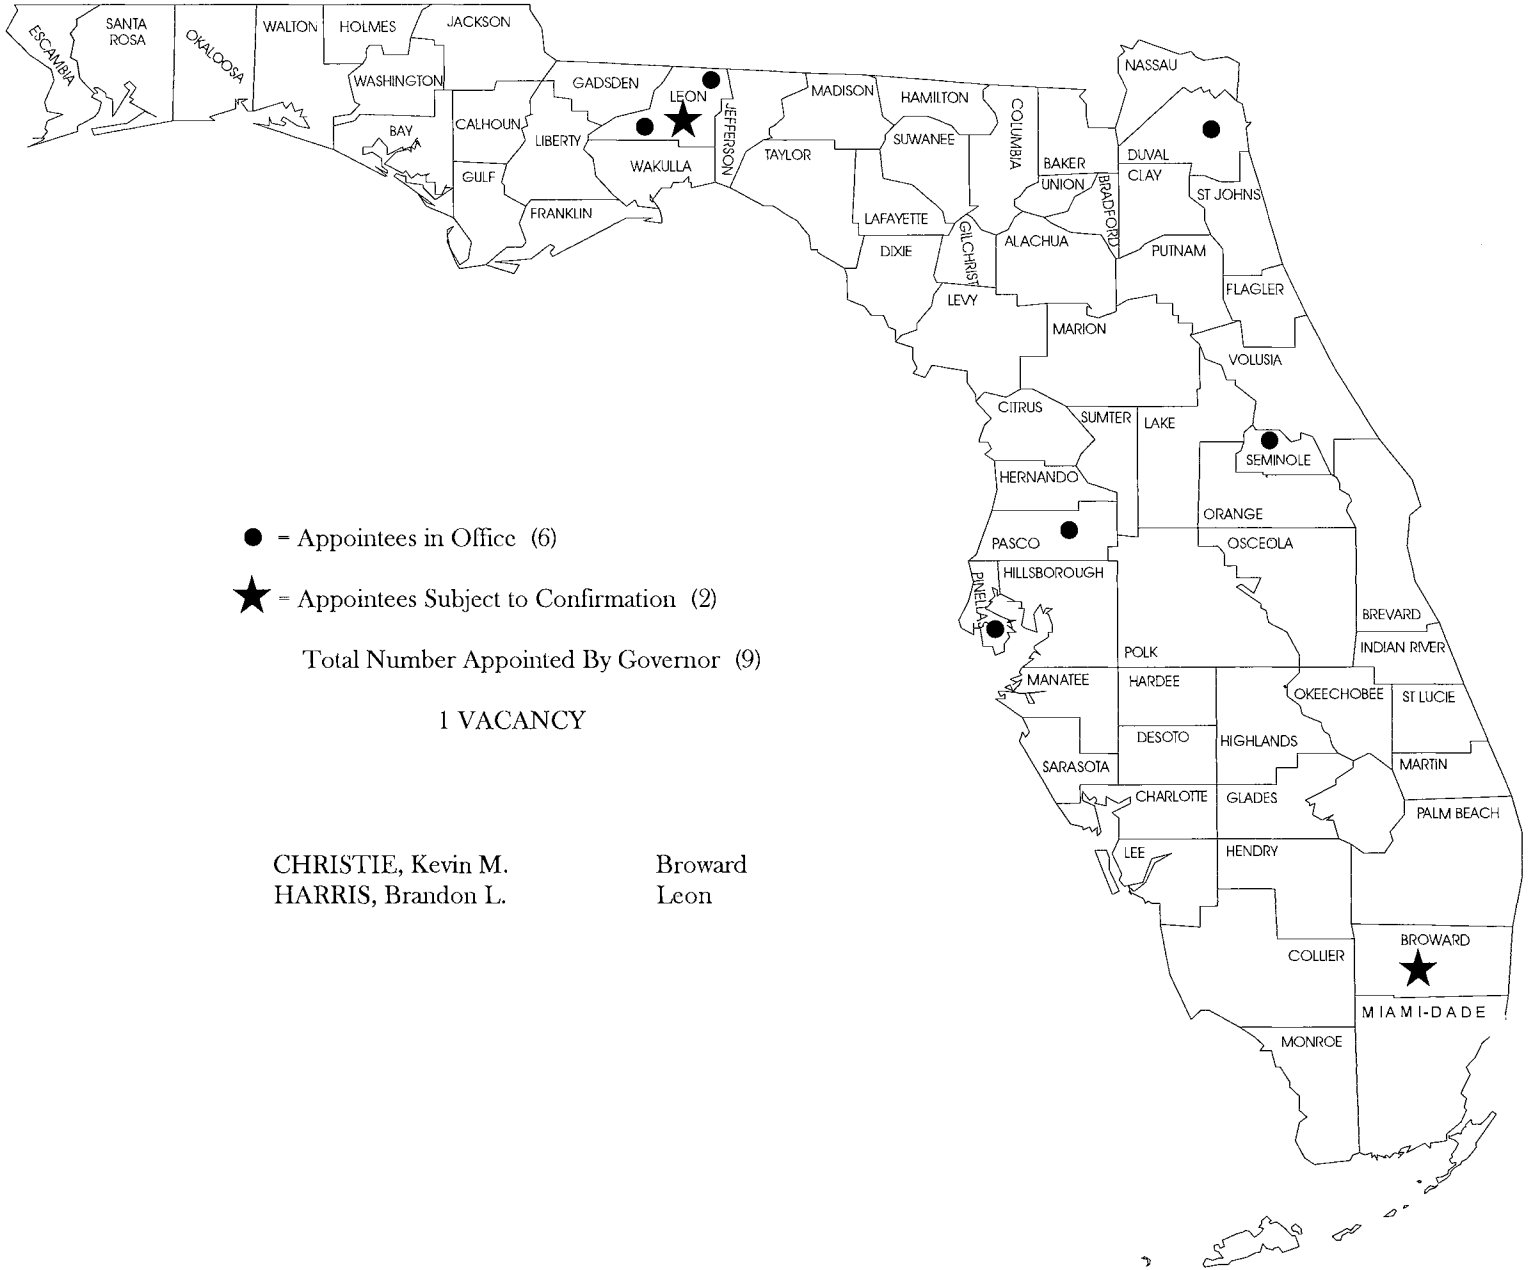 ESCAMBIA
SANTA
ROSA
OKALOOSA
WALTON
HOLMES
JACKSON
WASHINGTON
BAY
CALHOUN
GULF
GADSDEN
LIBERTY
FRANKLIN
LEON
WAKULLA
JEFFERSON
MADISON
TAYLOR
HAMILTON
SUWANEE
LAFAYETTE
DIXIE
COLUMBIA
GILCHRIST
LEVY
BAKER
UNION
BRADFORD
ALACHUA
NASSAU
DUVAL
CLAY
ST JOHNS
PUTNAM
FLAGLER
MARION
VOLUSIA
CITRUS
SUMTER
LAKE
SEMINOLE
HERNANDO
ORANGE
PASCO
OSCEOLA
PINELLAS
HILLSBOROUGH
POLK
BREVARD
INDIAN RIVER
MANATEE
HARDEE
OKEECHOBEE
ST LUCIE
DESOTO
HIGHLANDS
SARASOTA
MARTIN
CHARLOTTE
GLADES
PALM BEACH
LEE
HENDRY
COLLIER
BROWARD
MIAMI-DADE
MONROE
= Appointees in Office (6)
= Appointees Subject to Confirmation (2)
Total Number Appointed By Governor (9)
1 VACANCY
CHRISTIE, Kevin M. Broward
HARRIS, Brandon L. Leon